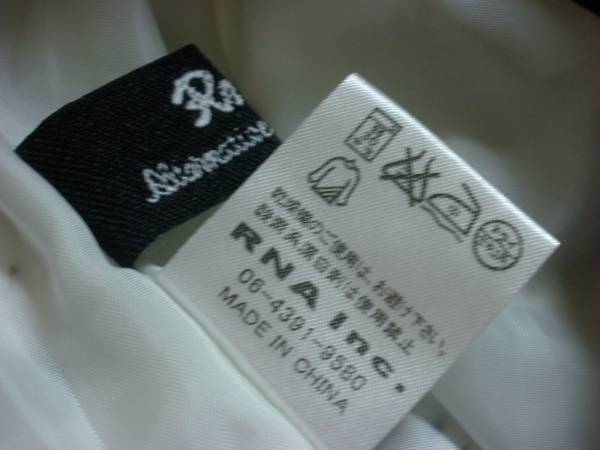 Alternative
乾燥機のご使用は、お避け下さい。
酸素系漂白剤は使用禁止
RNA Inc.
06-4391-9580
MADE IN CHINA